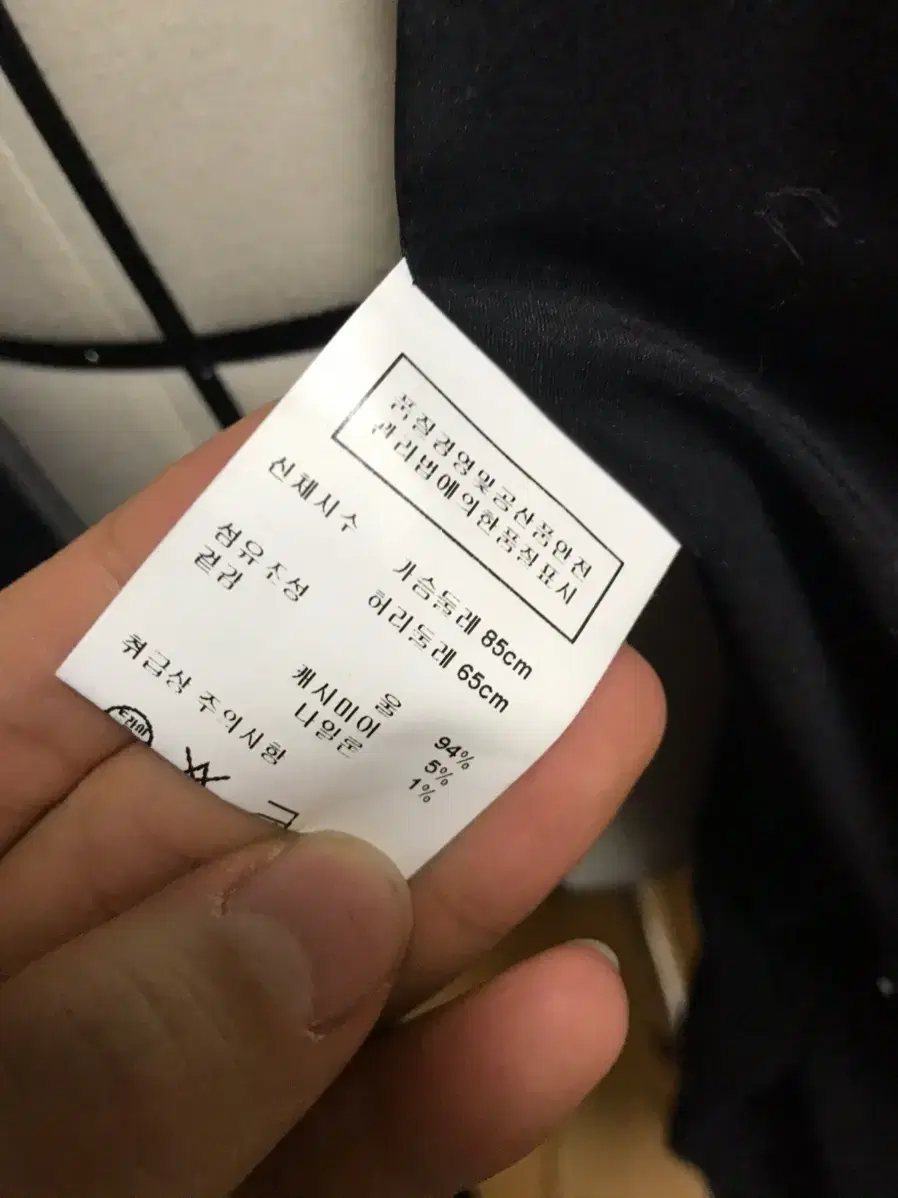 품질경영및공산품안전
관리법에의한품질표시
신체치수
가슴둘레 85cm
허리둘레 65cm
섬유조성
겉감
울 94%
캐시미어 5%
나일론 1%
취급상 주의사항
드라이